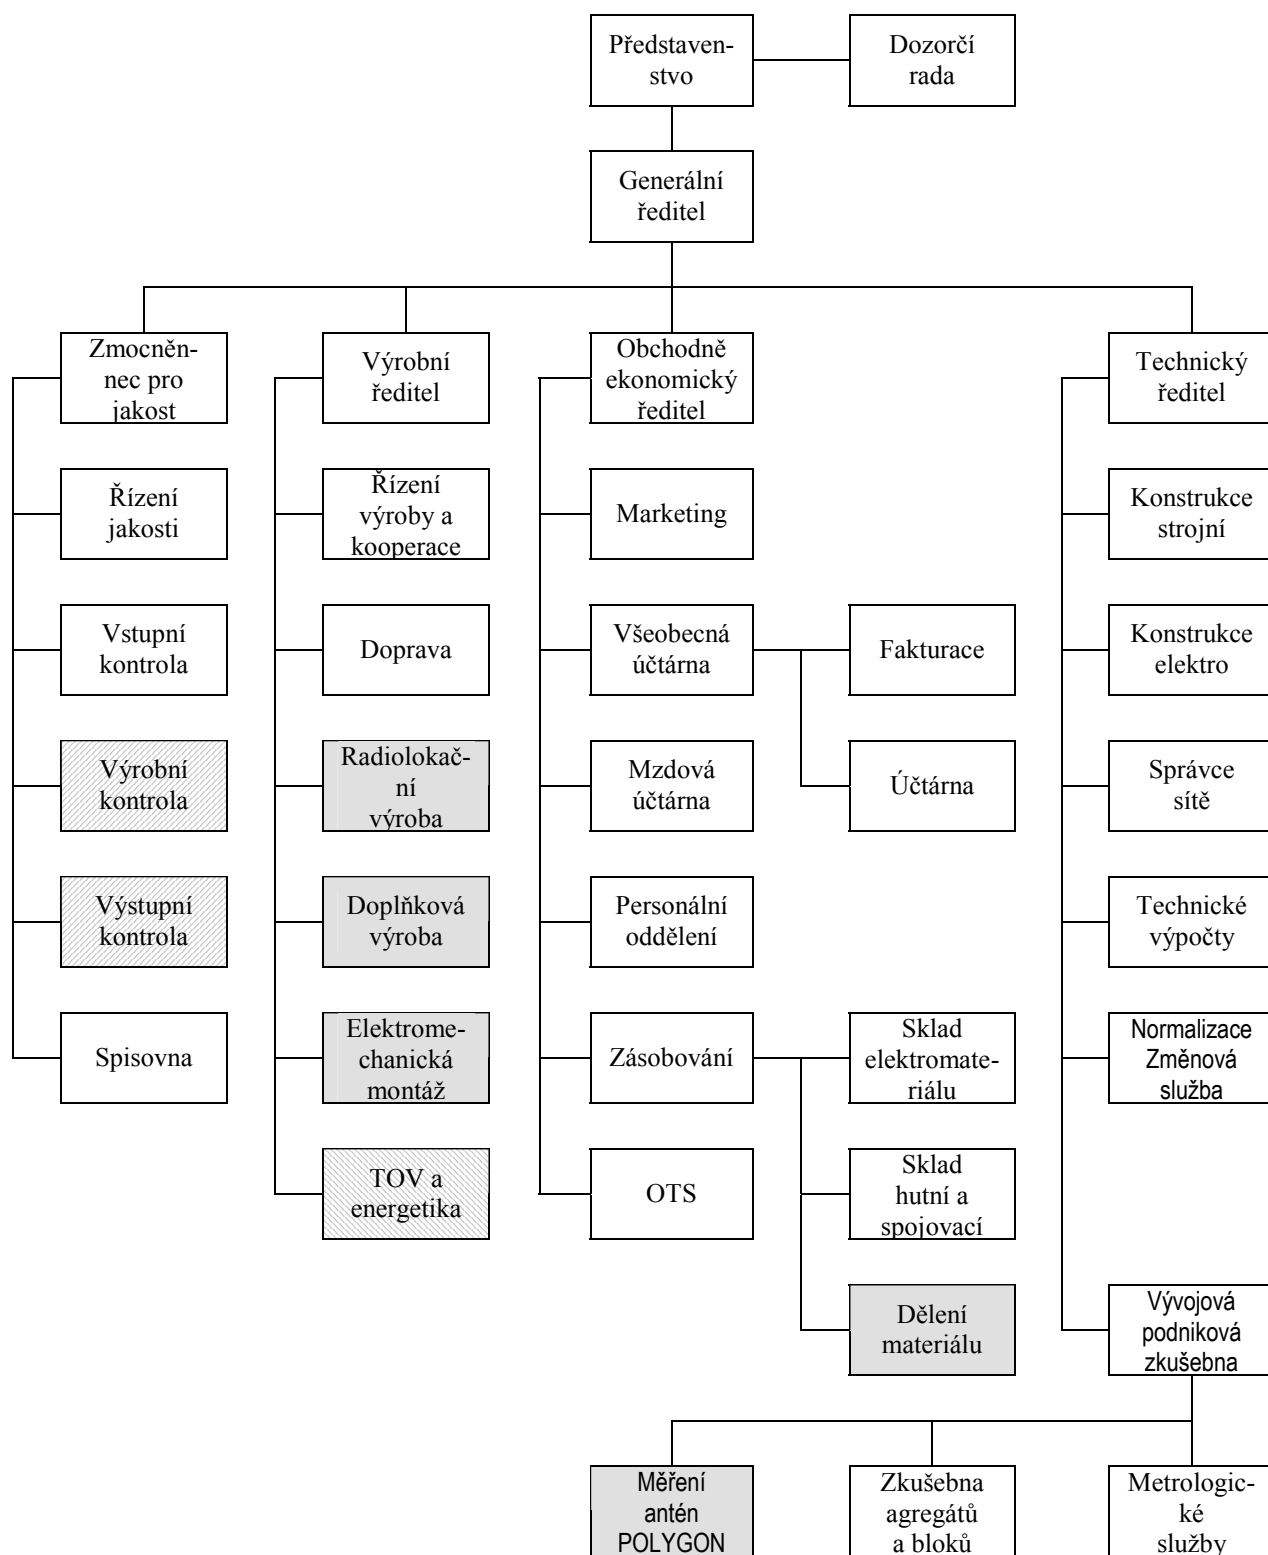 Představen-
stvo
Dozorčí
rada
Generální
ředitel
Zmocněn-
nec pro
jakost
Výrobní
ředitel
Obchodně
ekonomický
ředitel
Technický
ředitel
Řízení
jakosti
Řízení
výroby a
kooperace
Marketing
Konstrukce
strojní
Vstupní
kontrola
Doprava
Všeobecná
účtárna
Fakturace
Konstrukce
elektro
Výrobní
kontrola
Radiolokač-
ní
výroba
Mzdová
účtárna
Účtárna
Správce
sítě
Výstupní
kontrola
Doplňková
výroba
Personální
oddělení
Technické
výpočty
Spisovna
Elektrome-
chanická
montáž
Zásobování
Sklad
elektromate-
riálu
Normalizace
Změnová
služba
TOV a
energetika
OTS
Sklad
hutní a
spojovací
Dělení
materiálu
Vývojová
podniková
zkušebna
Měření
antén
POLYGON
Zkušebna
agregátů
a bloků
Metrologic-
ké
služby